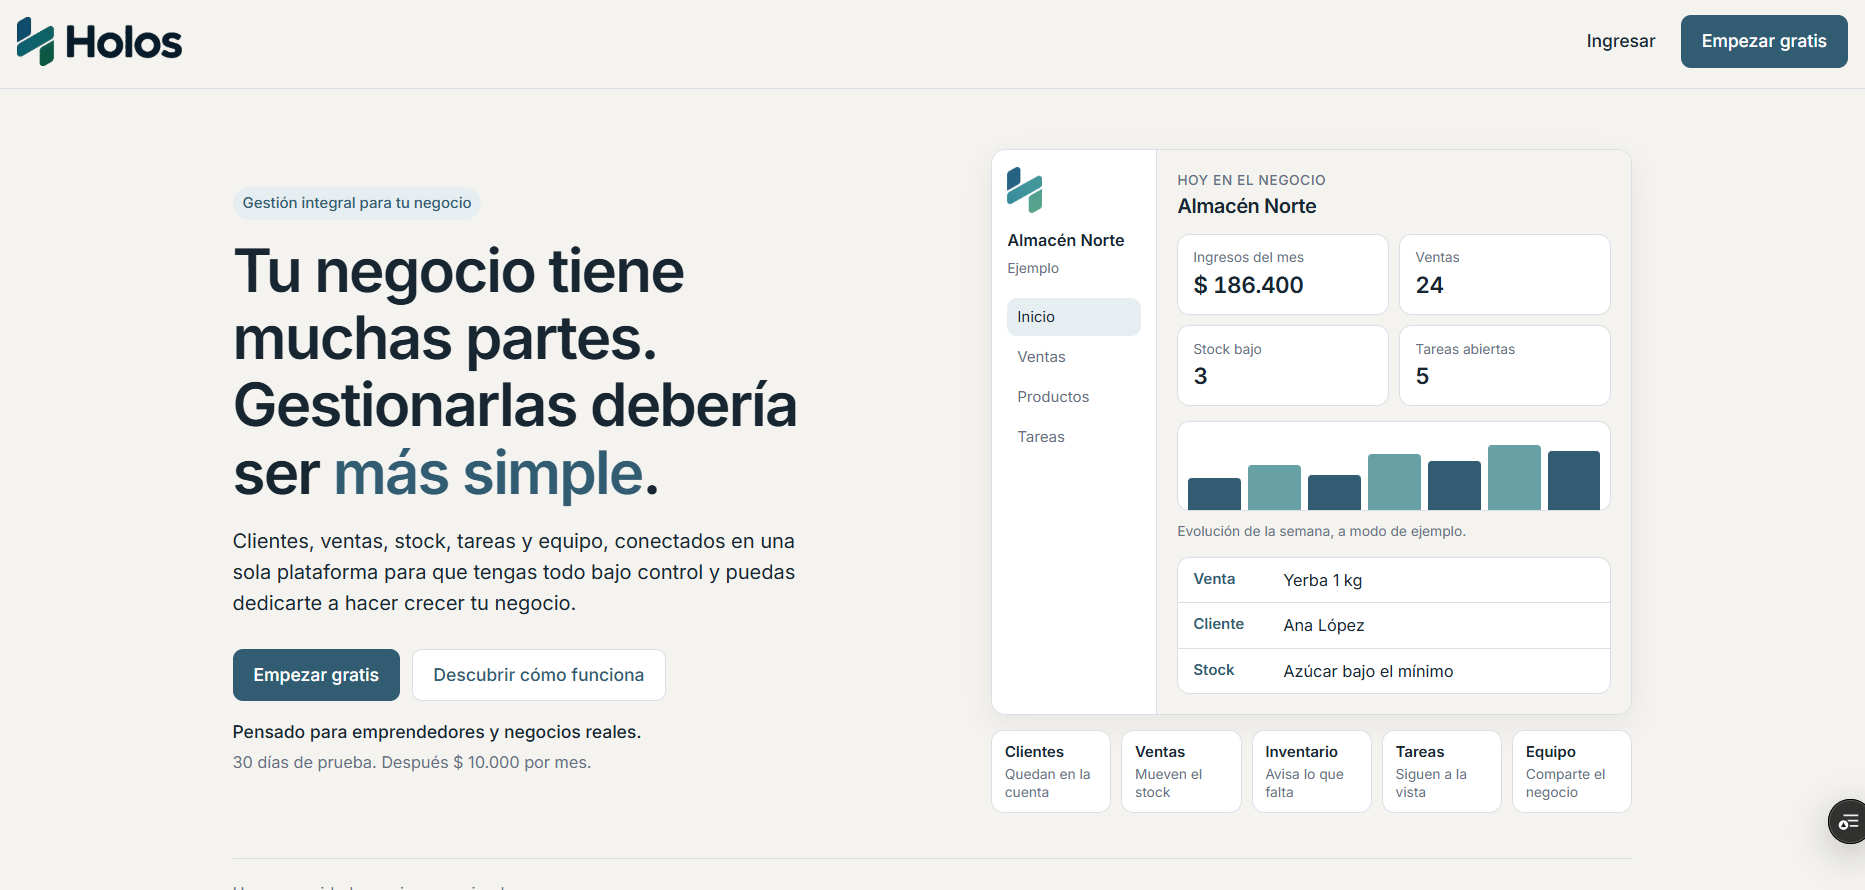 Holos
Ingresar
Empezar gratis
Gestión integral para tu negocio
Tu negocio tiene
muchas partes.
Gestionarlas debería
ser más simple.
Clientes, ventas, stock, tareas y equipo, conectados en una
sola plataforma para que tengas todo bajo control y puedas
dedicarte a hacer crecer tu negocio.
Empezar gratis
Descubrir cómo funciona
Pensado para emprendedores y negocios reales.
30 días de prueba. Después $ 10.000 por mes.
Almacén Norte
Ejemplo
Inicio
Ventas
Productos
Tareas
HOY EN EL NEGOCIO
Almacén Norte
Ingresos del mes
$ 186.400
Ventas
24
Stock bajo
3
Tareas abiertas
5
Evolución de la semana, a modo de ejemplo.
Venta Yerba 1 kg
Cliente Ana López
Stock Azúcar bajo el mínimo
Clientes
Quedan en la
cuenta
Ventas
Mueven el
stock
Inventario
Avisa lo que
falta
Tareas
Siguen a la
vista
Equipo
Comparte el
negocio